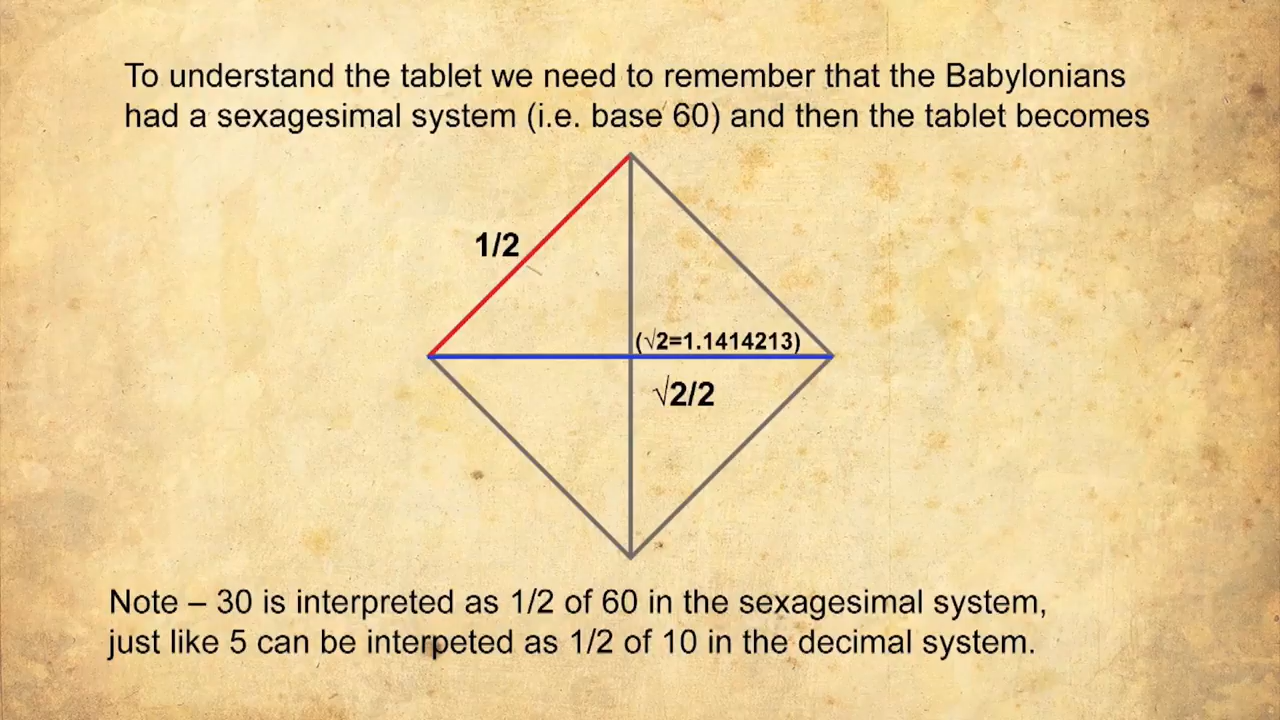 To understand the tablet we need to remember that the Babylonians
had a sexagesimal system (i.e. base 60) and then the tablet becomes
1/2
(√2=1.1414213)
√2/2
Note – 30 is interpreted as 1/2 of 60 in the sexagesimal system,
just like 5 can be interpeted as 1/2 of 10 in the decimal system.